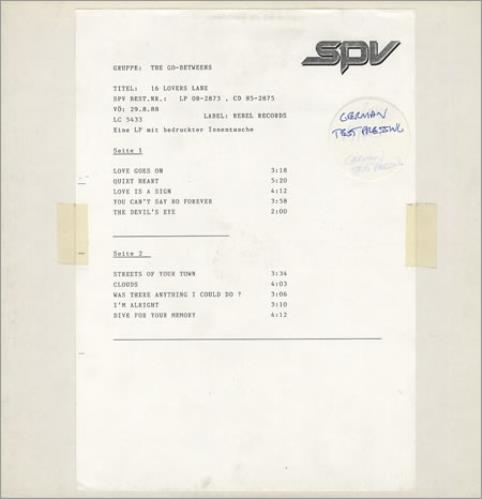 spv
GRUPPE: THE GO-BETWEENS
TITEL: 16 LOVERS LANE
SPV BEST.NR.: LP 08-2873 , CD 85-2875
VÖ: 29.8.88 LABEL: REBEL RECORDS
LC 5433
Eine LP mit bedruckter Innentasche
GERMAN
TEST PRESSING
GERMAN
TEST PRESSING
Seite 1
LOVE GOES ON 3:18
QUIET HEART 5:20
LOVE IS A SIGN 4:12
YOU CAN'T SAY NO FOREVER 3:58
THE DEVIL'S EYE 2:00
Seite 2
STREETS OF YOUR TOWN 3:34
CLOUDS 4:03
WAS THERE ANYTHING I COULD DO ? 3:06
I'M ALRIGHT 3:10
DIVE FOR YOUR MEMORY 4:12